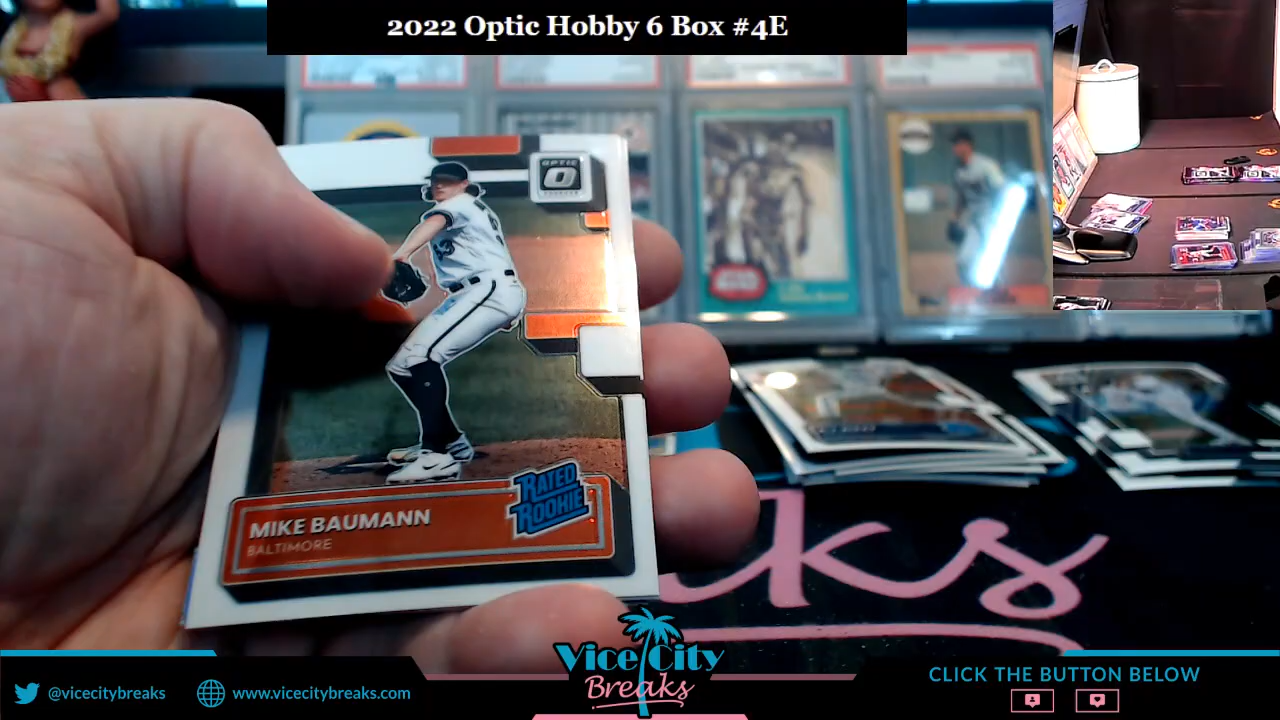 2022 Optic Hobby 6 Box #4E
OPTIC
MIKE BAUMANN
BALTIMORE
RATED
ROOKIE
ks
Vice City
Breaks
@vicecitybreaks
www.vicecitybreaks.com
CLICK THE BUTTON BELOW